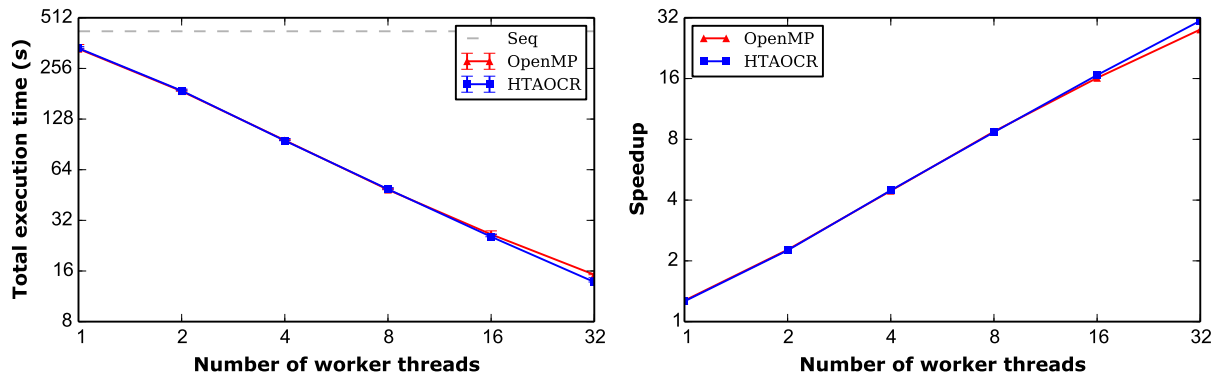 512
256
128
64
32
16
8
1 2 4 8 16 32
Total execution time (s)
Number of worker threads
Seq
OpenMP
HTAOCR
32
16
8
4
2
1
1 2 4 8 16 32
Speedup
Number of worker threads
OpenMP
HTAOCR